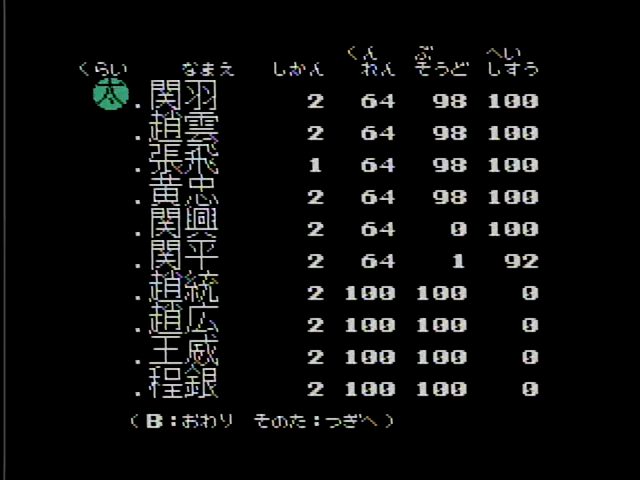 くん ぶ へい
くらい なまえ しかん れん そうど しすう
大.関羽 2 64 98 100
.趙雲 2 64 98 100
.張飛 1 64 98 100
.黄忠 2 64 98 100
.関興 2 64 0 100
.関平 2 64 1 92
.趙統 2 100 100 0
.趙広 2 100 100 0
.王威 2 100 100 0
.程銀 2 100 100 0
(B:おわり そのた:つぎへ)